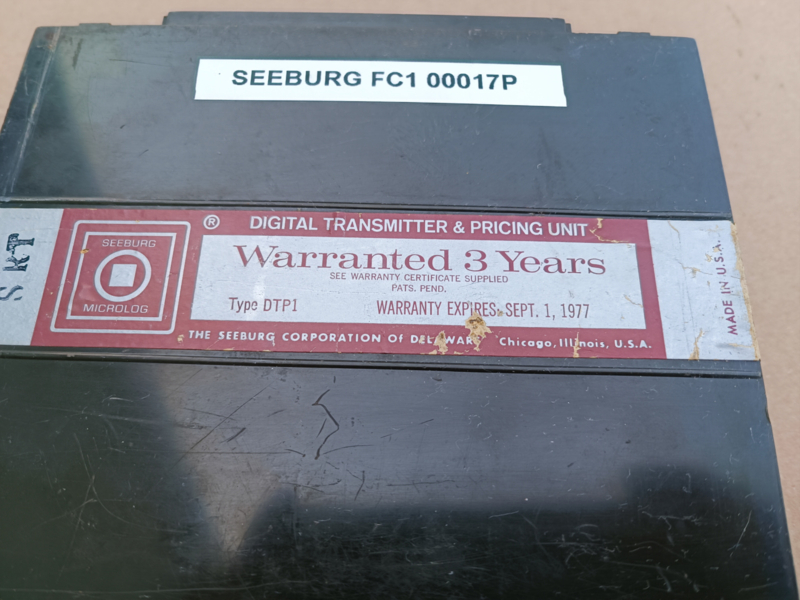 SEEBURG FC1 00017P
® DIGITAL TRANSMITTER & PRICING UNIT
SEEBURG
MICROLOG
Warranted 3 Years
SEE WARRANTY CERTIFICATE SUPPLIED
PATS. PEND.
Type DTP1 WARRANTY EXPIRES: SEPT. 1, 1977
THE SEEBURG CORPORATION Of DELAWARE Chicago, Illinois, U.S.A.
MADE IN U.S.A.